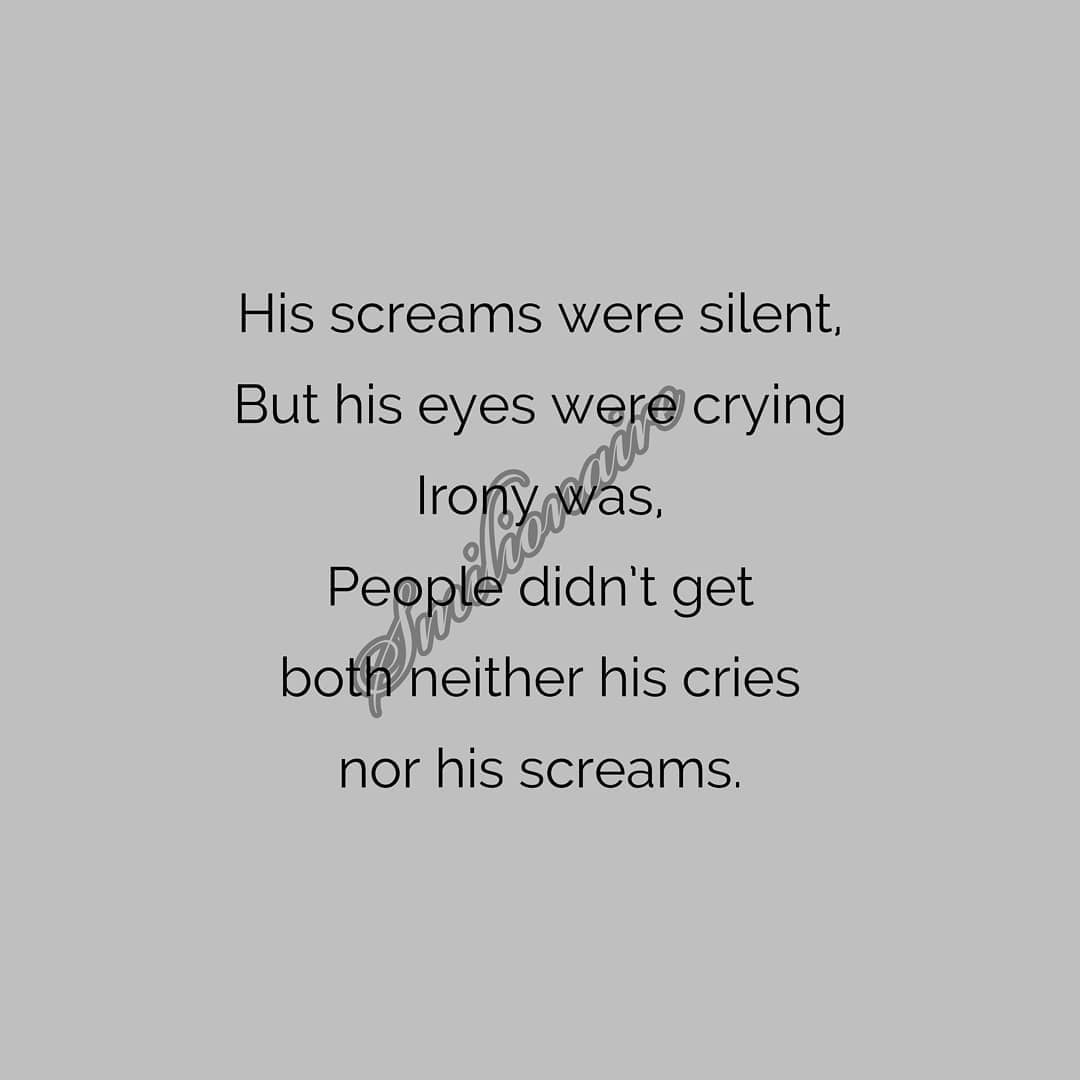 His screams were silent,
But his eyes were crying
Irony was,
People didn't get
both neither his cries
nor his screams.